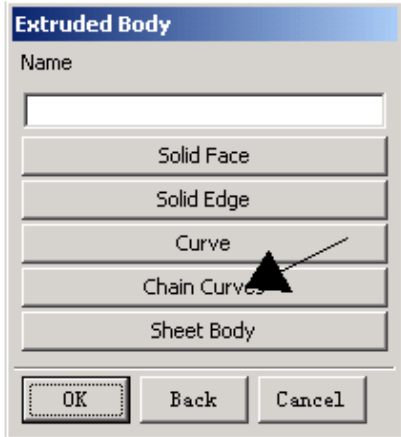 Extruded Body
Name
Solid Face
Solid Edge
Curve
Chain Curves
Sheet Body
OK Back Cancel